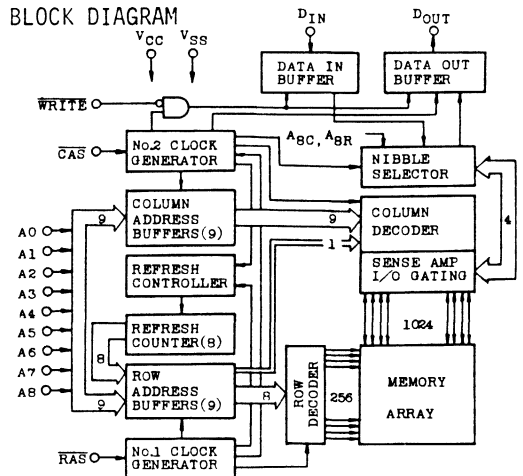 BLOCK DIAGRAM
VCC
VSS
DIN
DOUT
DATA IN
BUFFER
DATA OUT
BUFFER
WRITE
CAS
No.2 CLOCK
GENERATOR
A8C, A8R
NIBBLE
SELECTOR
COLUMN
ADDRESS
BUFFERS(9)
9
9
COLUMN
DECODER
4
1
SENSE AMP
I/O GATING
REFRESH
CONTROLLER
REFRESH
COUNTER(8)
8
1024
A0
A1
A2
A3
A4
A5
A6
A7
A8
9
ROW
ADDRESS
BUFFERS(9)
8
ROW
DECODER
256
MEMORY
ARRAY
RAS
No.1 CLOCK
GENERATOR